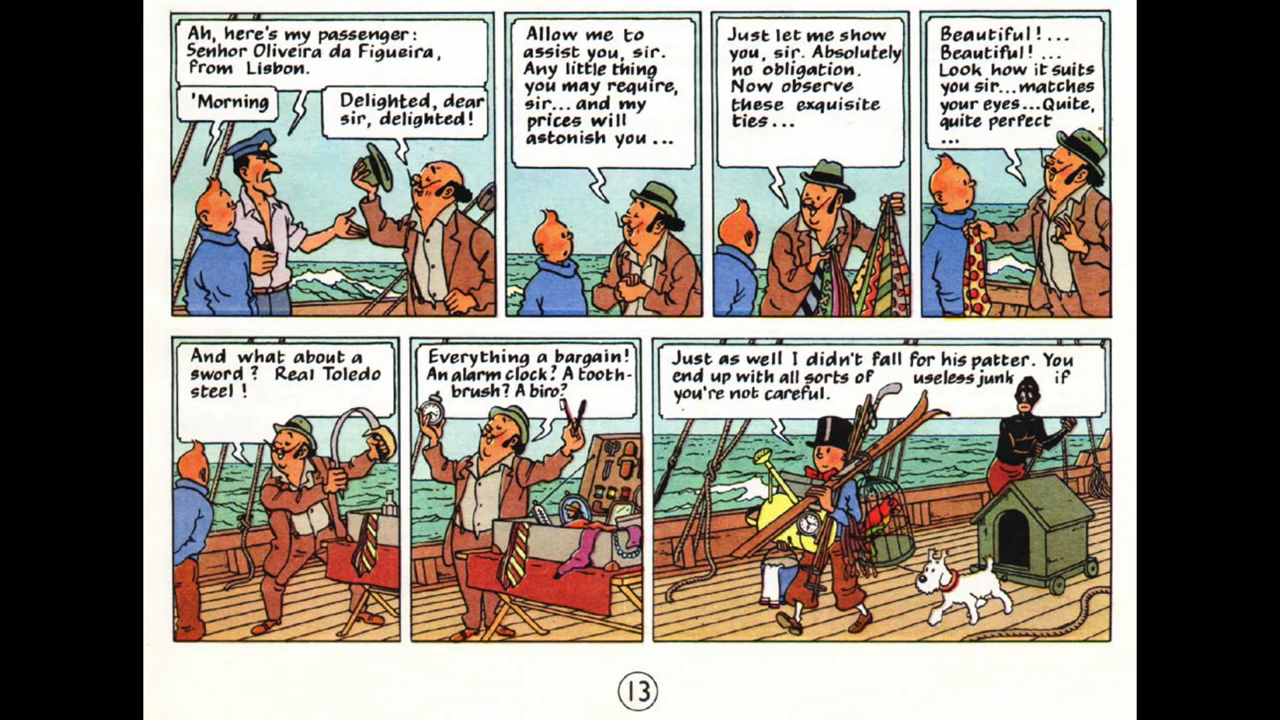 Ah, here's my passenger:
Senhor Oliveira da Figueira,
from Lisbon.
'Morning
Delighted, dear
sir, delighted!
Allow me to
assist you, sir.
Any little thing
you may require,
sir... and my
prices will
astonish you ...
Just let me show
you, sir. Absolutely
no obligation.
Now observe
these exquisite
ties...
Beautiful! ...
Beautiful! ...
Look how it suits
you sir... matches
your eyes... Quite,
quite perfect
...
And what about a
sword? Real Toledo
steel!
Everything a bargain!
An alarm clock? A tooth-
brush? A biro?
Just as well I didn't fall for his patter. You
end up with all sorts of useless junk if
you're not careful.
13